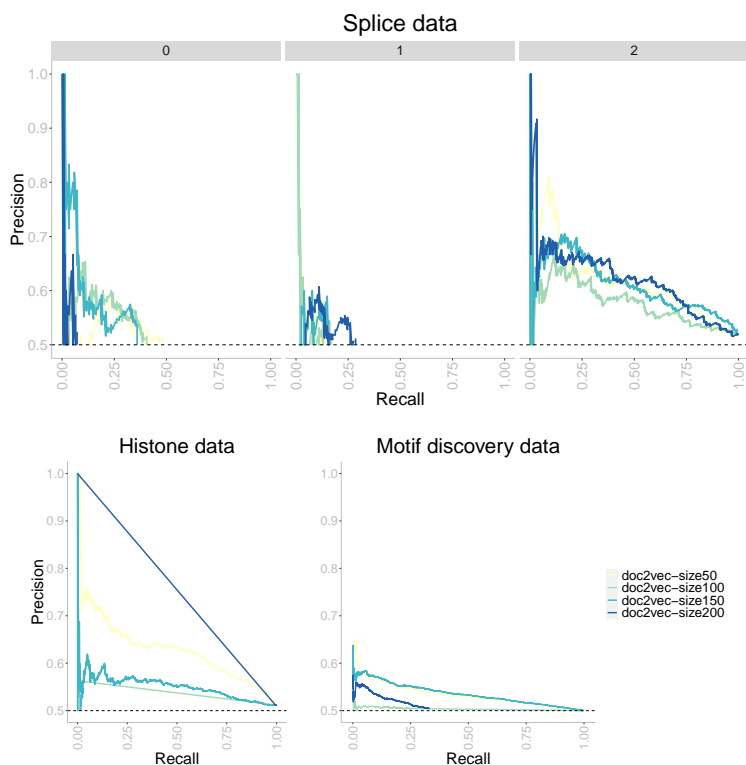 Splice data
0 1 2
Precision
1.0
0.9
0.8
0.7
0.6
0.5
0.00 0.25 0.50 0.75 1.00 0.00 0.25 0.50 0.75 1.00 0.00 0.25 0.50 0.75 1.00
Recall
Histone data
Precision
1.0
0.9
0.8
0.7
0.6
0.5
0.00 0.25 0.50 0.75 1.00
Recall
Motif discovery data
1.0
0.9
0.8
0.7
0.6
0.5
0.00 0.25 0.50 0.75 1.00
Recall
doc2vec−size50
doc2vec−size100
doc2vec−size150
doc2vec−size200